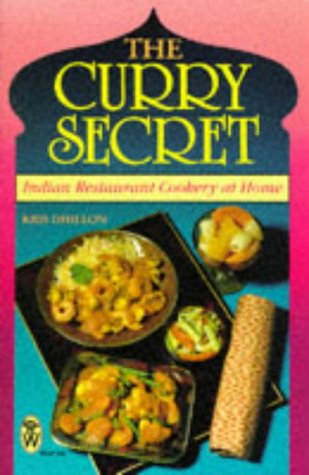 THE
CURRY
SECRET
Indian Restaurant Cookery at Home
KRIS DHILLON
W